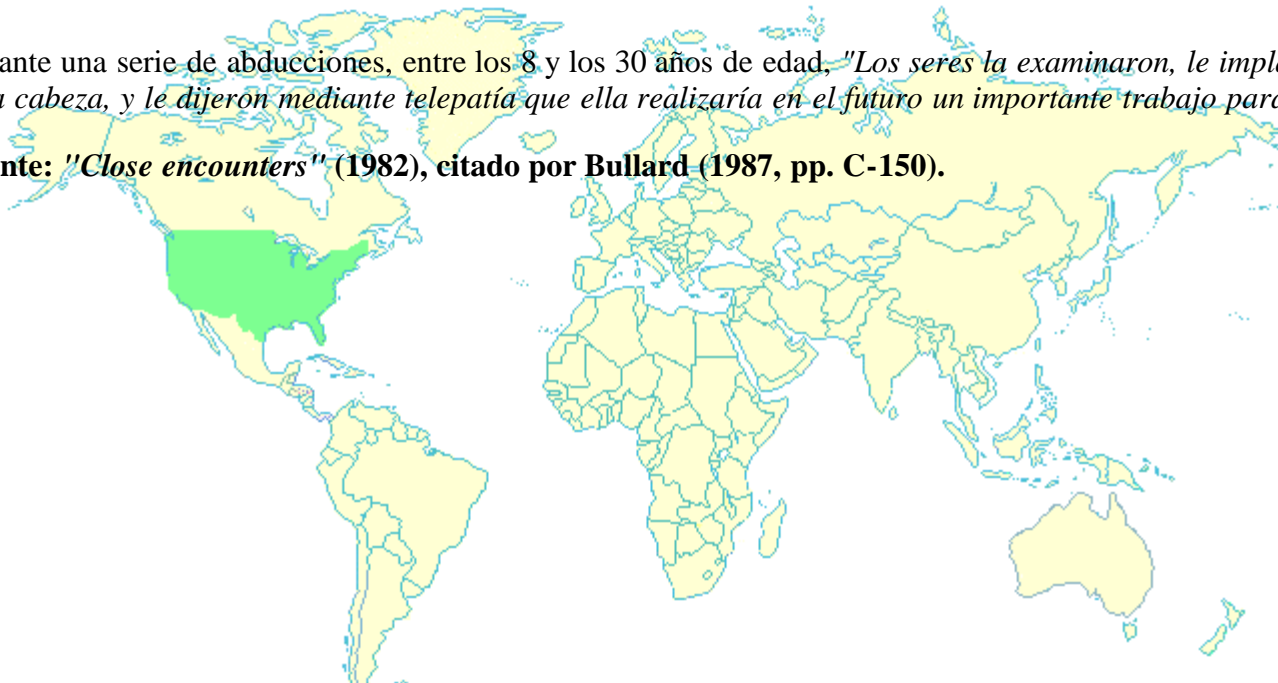 ante una serie de abducciones, entre los 8 y los 30 años de edad, "Los seres la examinaron, le impla
a cabeza, y le dijeron mediante telepatía que ella realizaría en el futuro un importante trabajo para
nte: "Close encounters" (1982), citado por Bullard (1987, pp. C-150).